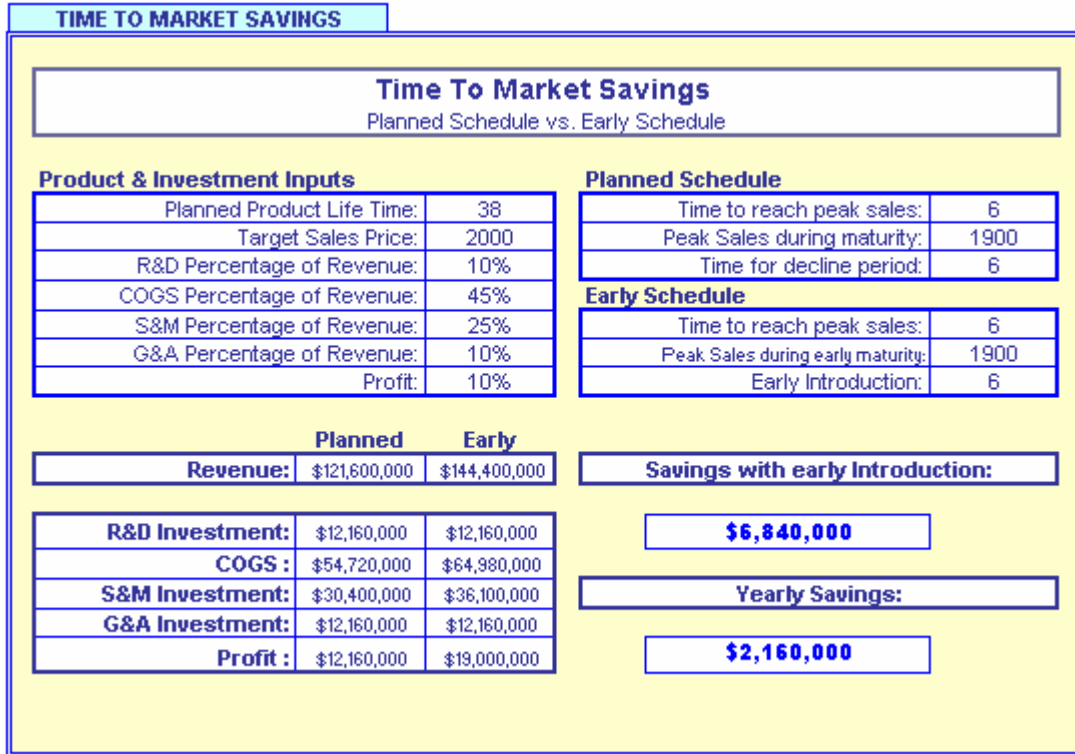 TIME TO MARKET SAVINGS
Time To Market Savings
Planned Schedule vs. Early Schedule
Product & Investment Inputs
Planned Product Life Time: 38
Target Sales Price: 2000
R&D Percentage of Revenue: 10%
COGS Percentage of Revenue: 45%
S&M Percentage of Revenue: 25%
G&A Percentage of Revenue: 10%
Profit: 10%
Planned Schedule
Time to reach peak sales: 6
Peak Sales during maturity: 1900
Time for decline period: 6
Early Schedule
Time to reach peak sales: 6
Peak Sales during early maturity: 1900
Early Introduction: 6
Planned Early
Revenue: $121,600,000 $144,400,000
R&D Investment: $12,160,000 $12,160,000
COGS : $54,720,000 $64,980,000
S&M Investment: $30,400,000 $36,100,000
G&A Investment: $12,160,000 $12,160,000
Profit : $12,160,000 $19,000,000
Savings with early Introduction:
$6,840,000
Yearly Savings:
$2,160,000